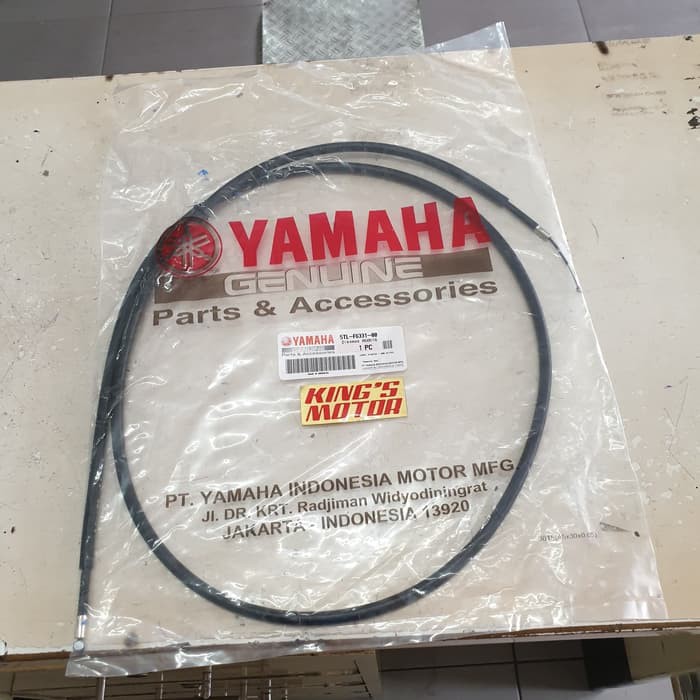 YAMAHA
GENUINE
Parts & Accessories
YAMAHA
Parts & Accessories
5TL-F6331-00
1 PC
KING'S
MOTOR
PT. YAMAHA INDONESIA MOTOR MFG.
Jl. DR. KRT. Radjiman Widyodiningrat,
JAKARTA - INDONESIA 13920